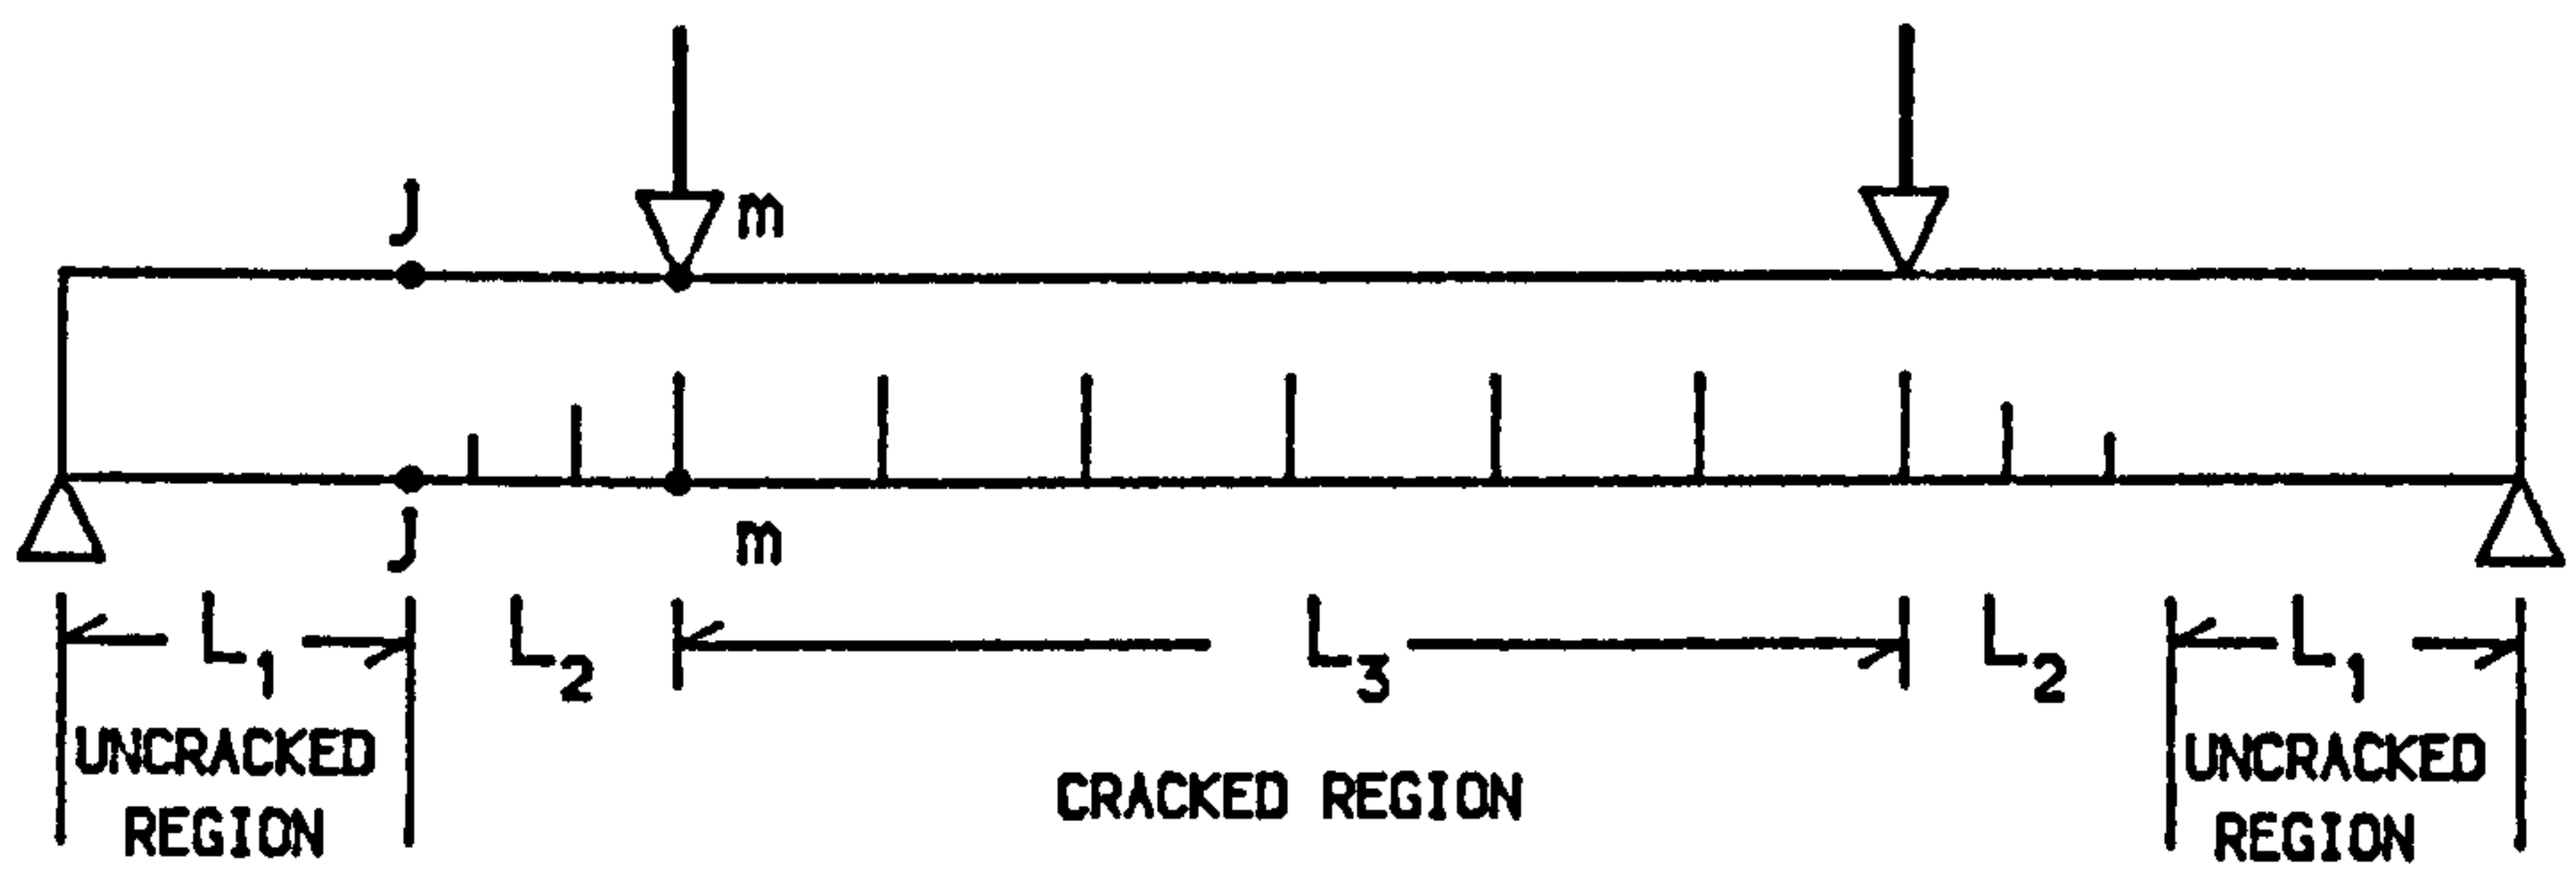 j
m
j
m
L₁ L₂ L₃ L₂ L₁
UNCRACKED
REGION
CRACKED REGION
UNCRACKED
REGION